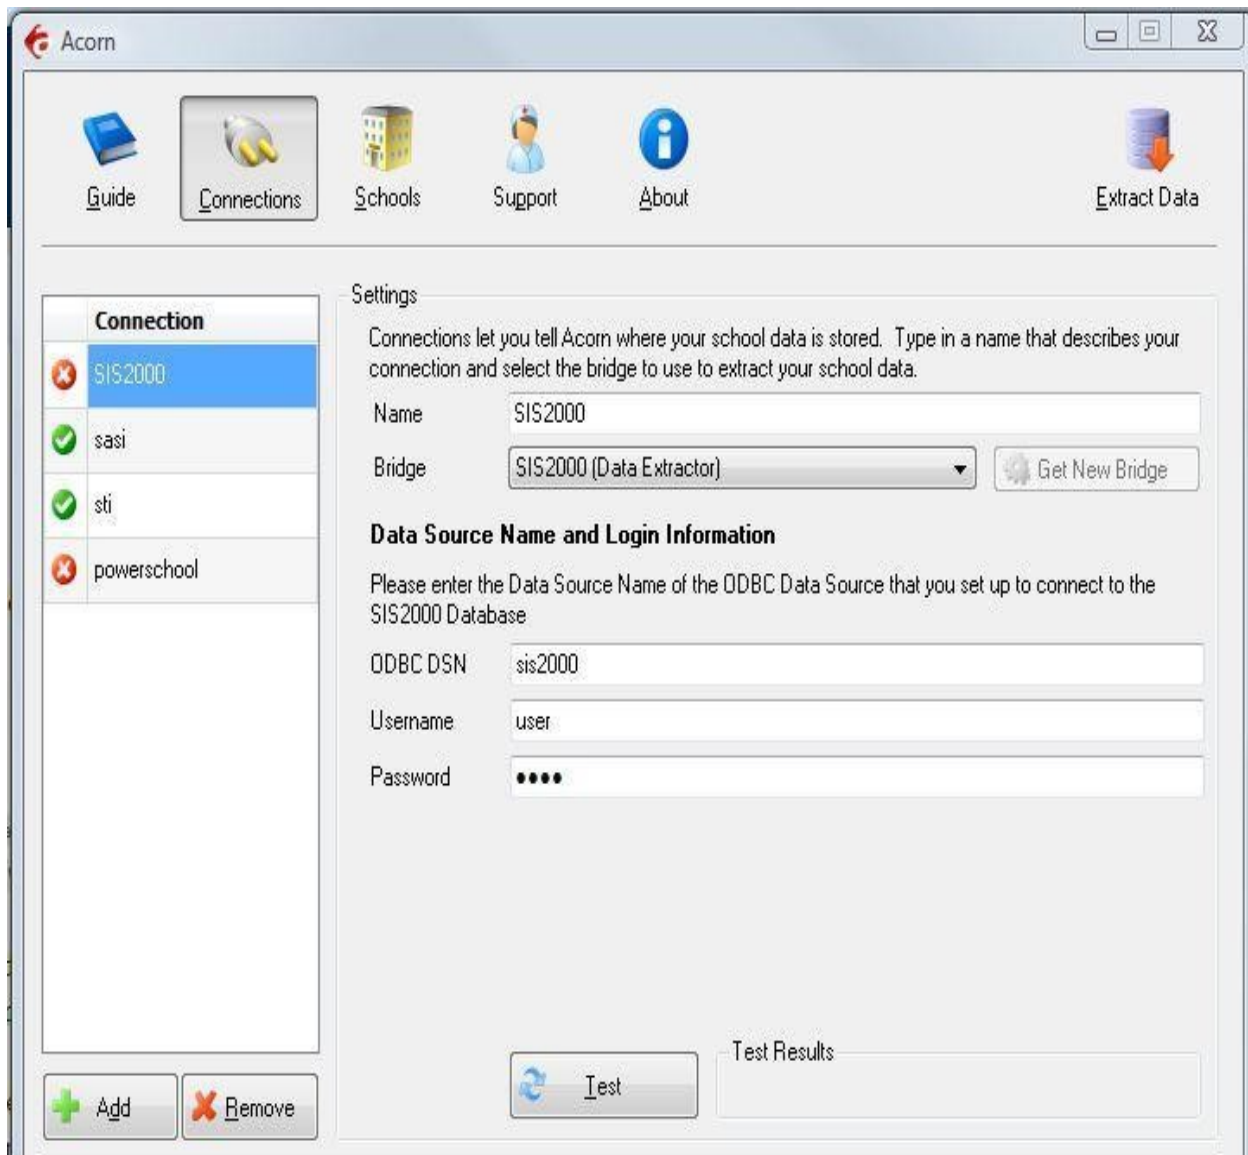 Acorn
Guide
Connections
Schools
Support
About
Extract Data
Connection
SIS2000
sasi
sti
powerschool
Add
Remove
Settings
Connections let you tell Acorn where your school data is stored. Type in a name that describes your
connection and select the bridge to use to extract your school data.
Name SIS2000
Bridge SIS2000 (Data Extractor) Get New Bridge
Data Source Name and Login Information
Please enter the Data Source Name of the ODBC Data Source that you set up to connect to the
SIS2000 Database
ODBC DSN sis2000
Username user
Password ••••
Test
Test Results